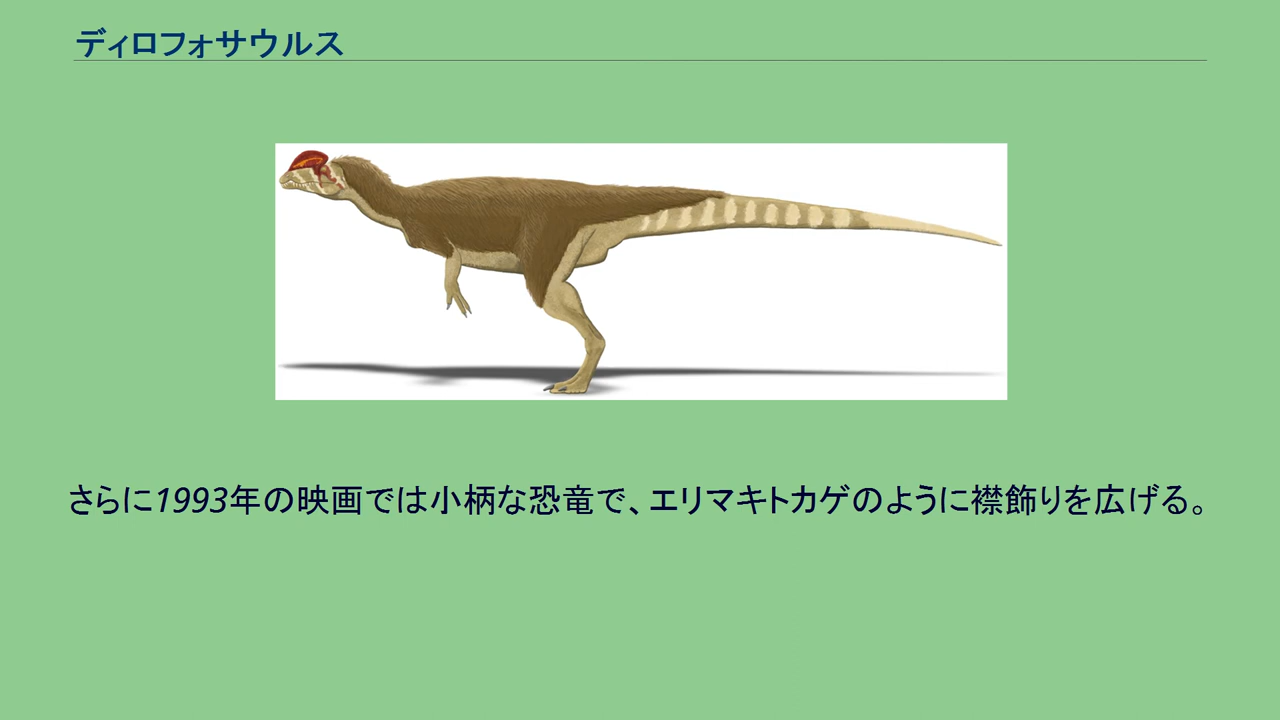 ディロフォサウルス
さらに1993年の映画では小柄な恐竜で、エリマキトカゲのように襟飾りを広げる。